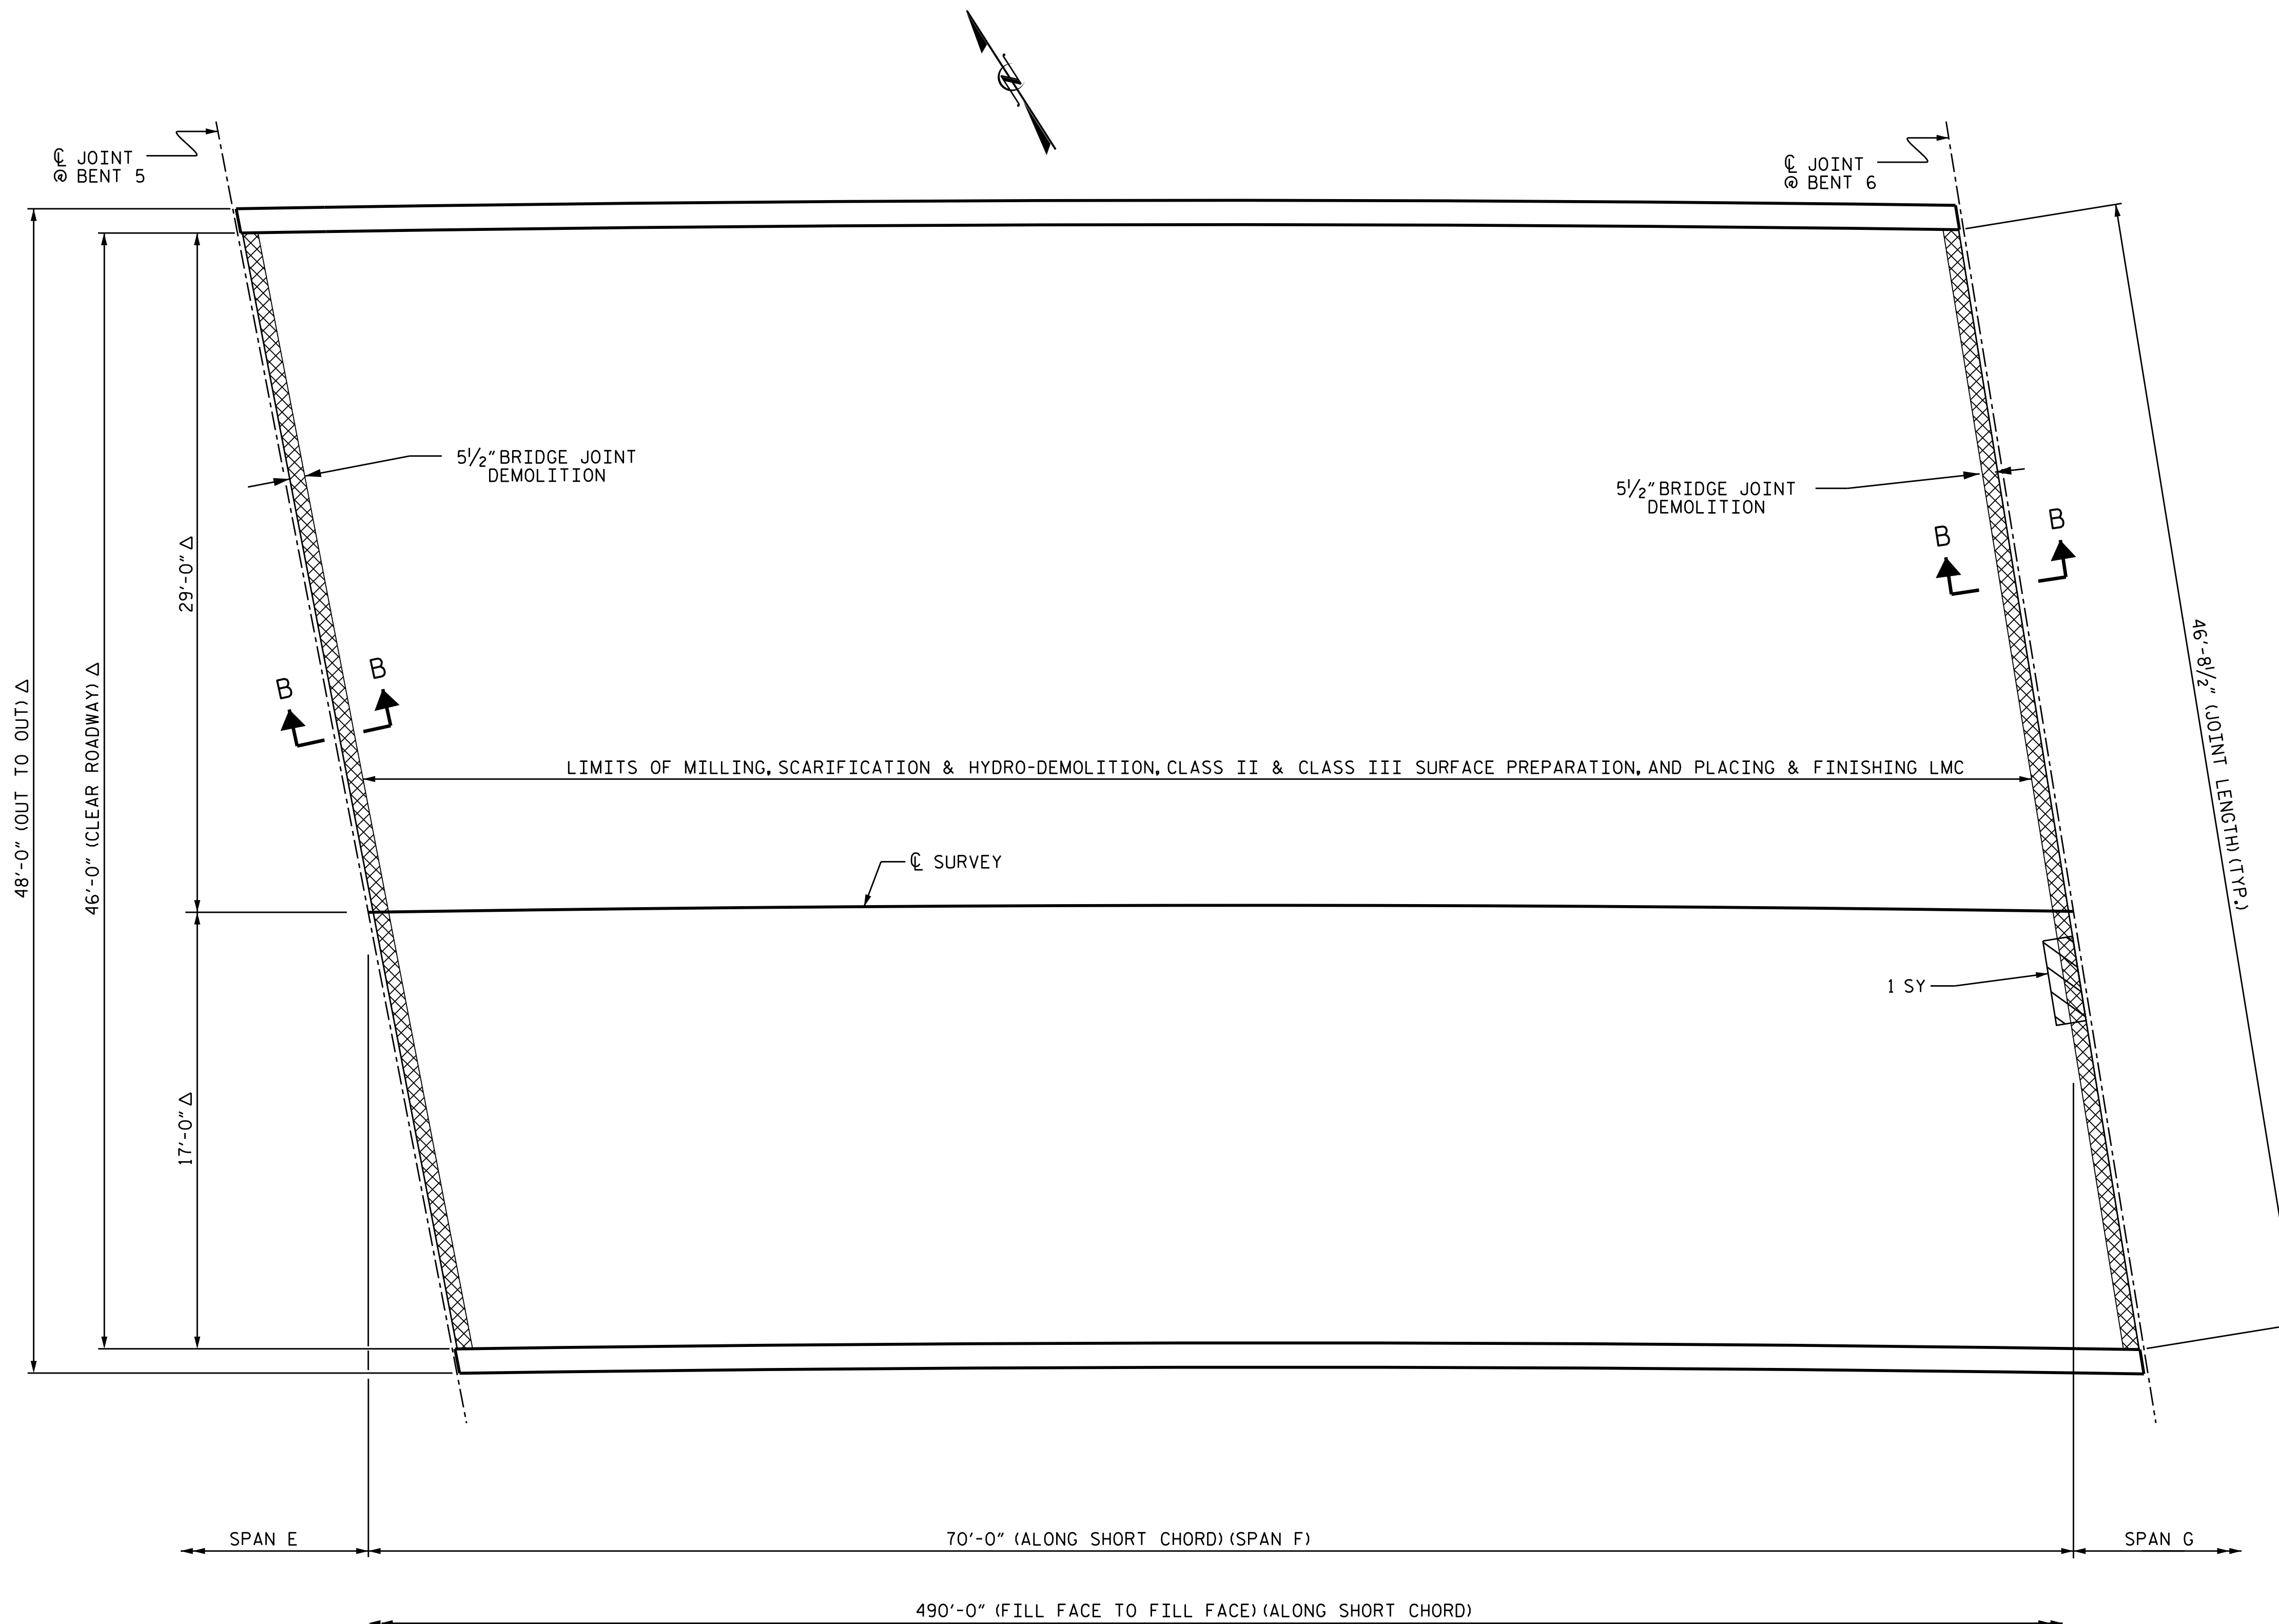 ℄ JOINT
@ BENT 5
℄ JOINT
@ BENT 6
5½" BRIDGE JOINT
DEMOLITION
5½" BRIDGE JOINT
DEMOLITION
B
B
B
B
48'-0" (OUT TO OUT) Δ
46'-0" (CLEAR ROADWAY) Δ
29'-0" Δ
17'-0" Δ
46'-8½" (JOINT LENGTH) (TYP.)
LIMITS OF MILLING, SCARIFICATION & HYDRO-DEMOLITION, CLASS II & CLASS III SURFACE PREPARATION, AND PLACING & FINISHING LMC
℄ SURVEY
1 SY
SPAN E
70'-0" (ALONG SHORT CHORD) (SPAN F)
SPAN G
490'-0" (FILL FACE TO FILL FACE) (ALONG SHORT CHORD)